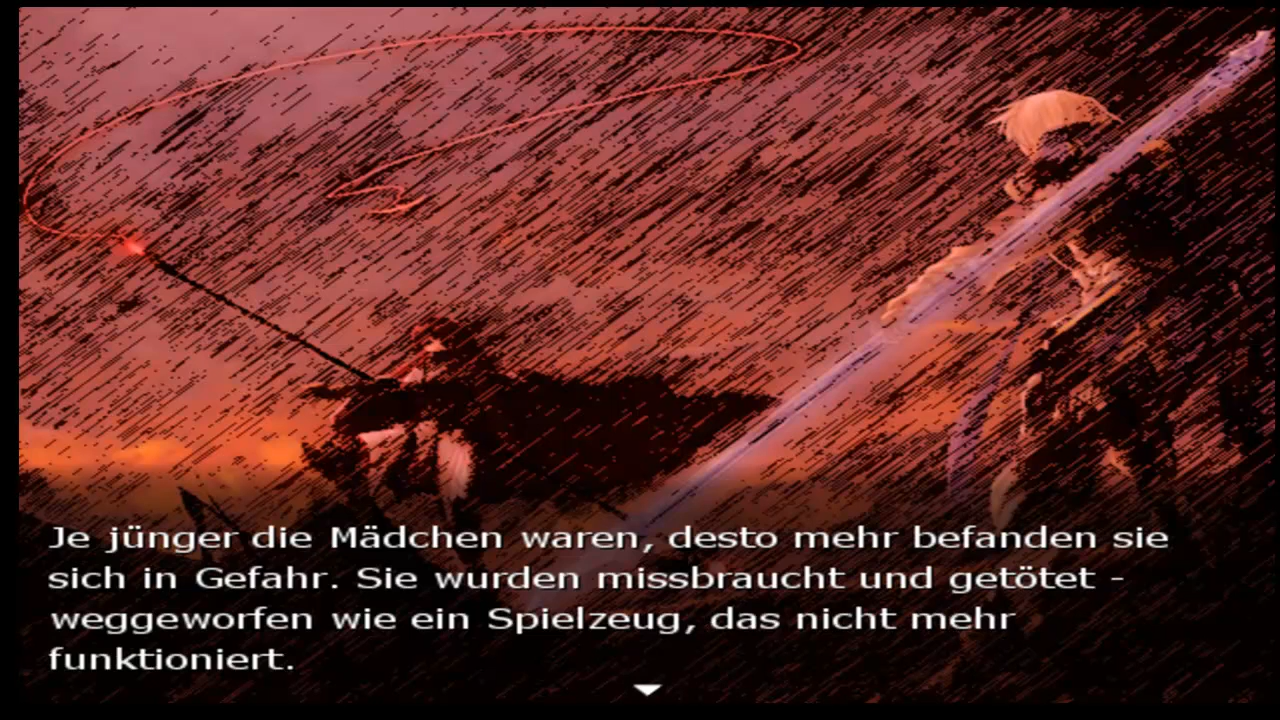 Je jünger die Mädchen waren, desto mehr befanden sie
sich in Gefahr. Sie wurden missbraucht und getötet -
weggeworfen wie ein Spielzeug, das nicht mehr
funktioniert.